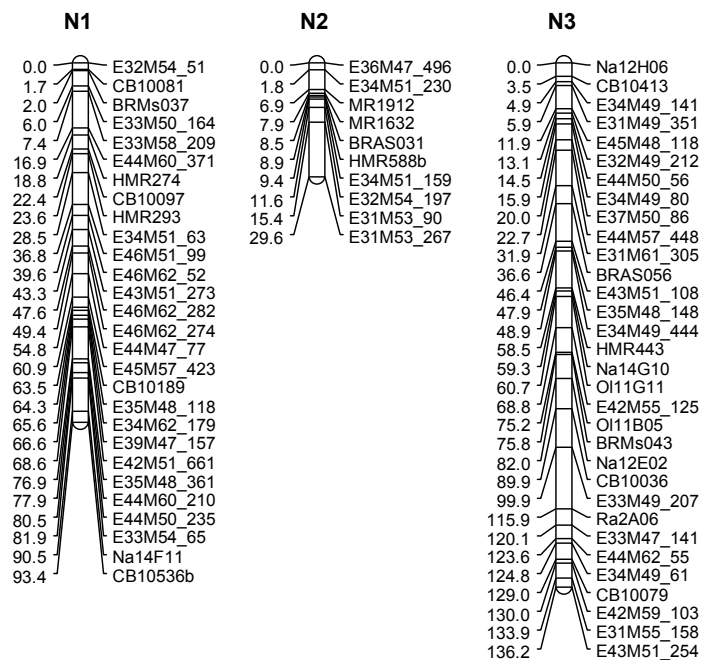 N1
0.0 E32M54_51
1.7 CB10081
2.0 BRMs037
6.0 E33M50_164
7.4 E33M58_209
16.9 E44M60_371
18.8 HMR274
22.4 CB10097
23.6 HMR293
28.5 E34M51_63
36.8 E46M51_99
39.6 E46M62_52
43.3 E43M51_273
47.6 E46M62_282
49.4 E46M62_274
54.8 E44M47_77
60.9 E45M57_423
63.5 CB10189
64.3 E35M48_118
65.6 E34M62_179
66.6 E39M47_157
68.6 E42M51_661
76.9 E35M48_361
77.9 E44M60_210
80.5 E44M50_235
81.9 E33M54_65
90.5 Na14F11
93.4 CB10536b
N2
0.0 E36M47_496
1.8 E34M51_230
6.9 MR1912
7.9 MR1632
8.5 BRAS031
8.9 HMR588b
9.4 E34M51_159
11.6 E32M54_197
15.4 E31M53_90
29.6 E31M53_267
N3
0.0 Na12H06
3.5 CB10413
4.9 E34M49_141
5.9 E31M49_351
11.9 E45M48_118
13.1 E32M49_212
14.5 E44M50_56
15.9 E34M49_80
20.0 E37M50_86
22.7 E44M57_448
31.9 E31M61_305
36.6 BRAS056
46.4 E43M51_108
47.9 E35M48_148
48.9 E34M49_444
58.5 HMR443
59.3 Na14G10
60.7 Ol11G11
68.8 E42M55_125
75.2 Ol11B05
75.8 BRMs043
82.0 Na12E02
89.9 CB10036
99.9 E33M49_207
115.9 Ra2A06
120.1 E33M47_141
123.6 E44M62_55
124.8 E34M49_61
129.0 CB10079
130.0 E42M59_103
133.9 E31M55_158
136.2 E43M51_254